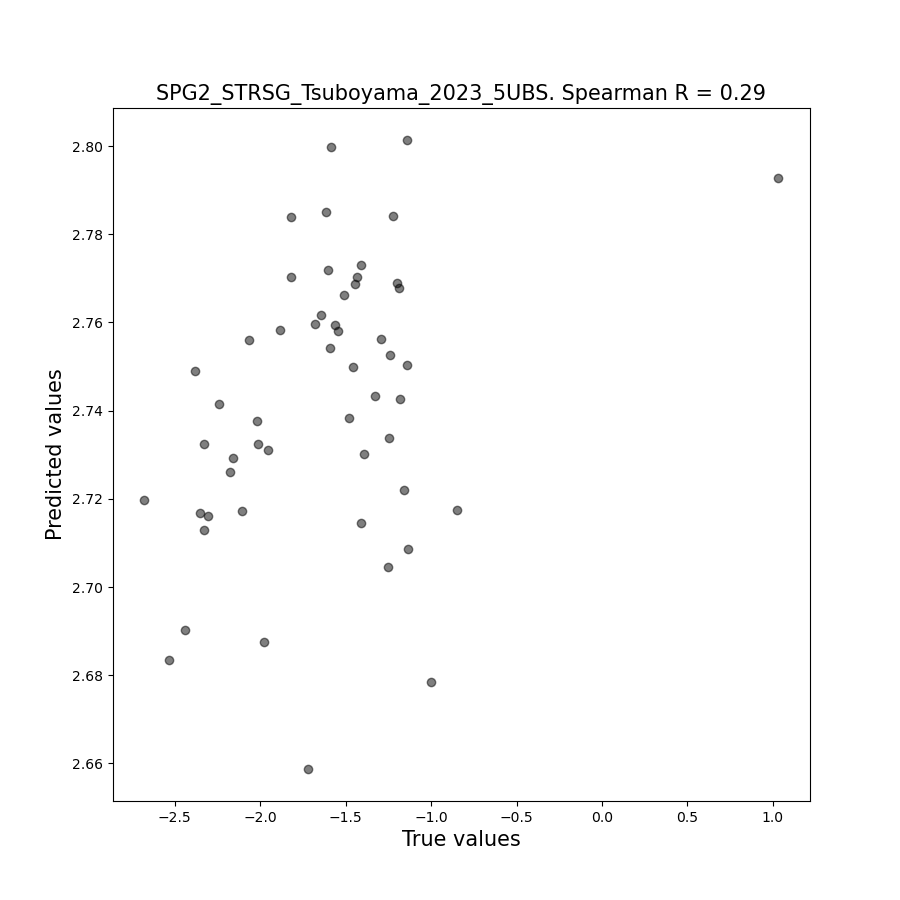 SPG2_STRSG_Tsuboyama_2023_5UBS. Spearman R = 0.29
2.80
2.78
2.76
2.74
2.72
2.70
2.68
2.66
Predicted values
−2.5 −2.0 −1.5 −1.0 −0.5 0.0 0.5 1.0
True values